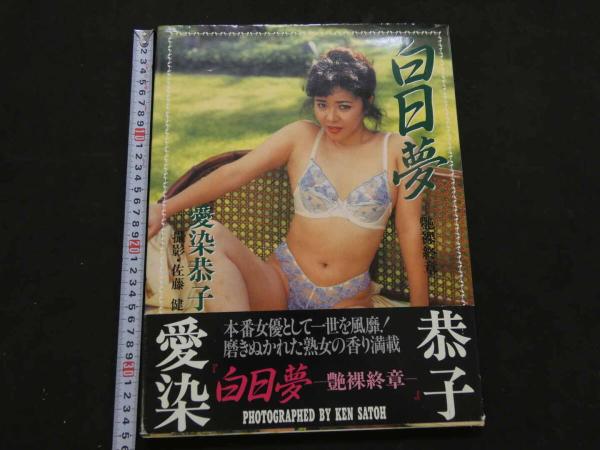 白日夢
艶裸終章
愛染恭子
撮影・佐藤健
本番女優として一世を風靡!
磨きぬかれた熟女の香り満載
愛染恭子
『白日夢―艶裸終章―』
PHOTOGRAPHED BY KEN SATOH